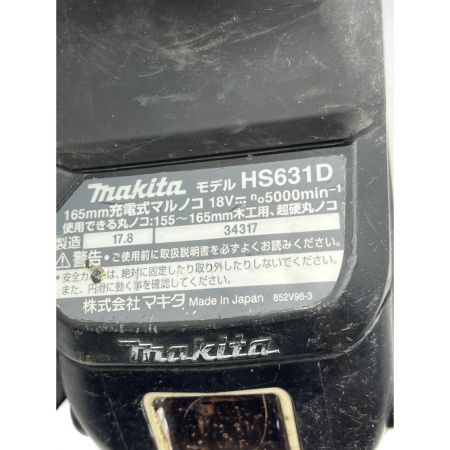 makita モデル HS631D
165mm充電式マルノコ 18V⎓ n₀5000min⁻¹
使用できる丸ノコ:155~165mm木工用、超硬丸ノコ
製造 17.8 34317
⚠警告 •ご使用前に取扱説明書を必ずよくお読みください。
•安全カバーは、絶対に固定したり取り外したりしないでください。
また、円滑に動く事を確認してください。
株式会社マキタ Made in Japan 852V98-3
makita